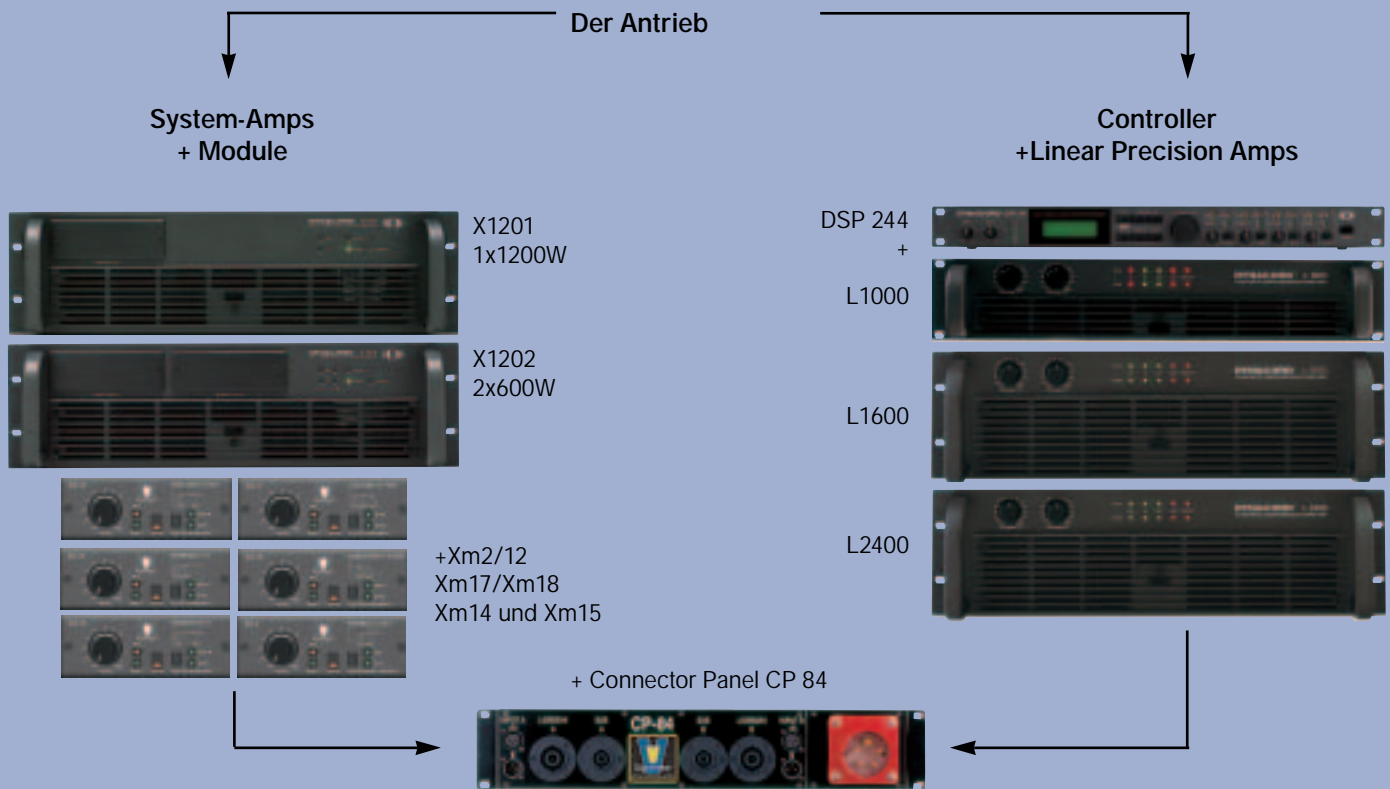 Der Antrieb
System-Amps
+ Module
X1201
1x1200W
X1202
2x600W
+Xm2/12
Xm17/Xm18
Xm14 und Xm15
Controller
+Linear Precision Amps
DSP 244
+
L1000
L1600
L2400
+ Connector Panel CP 84
CP-84